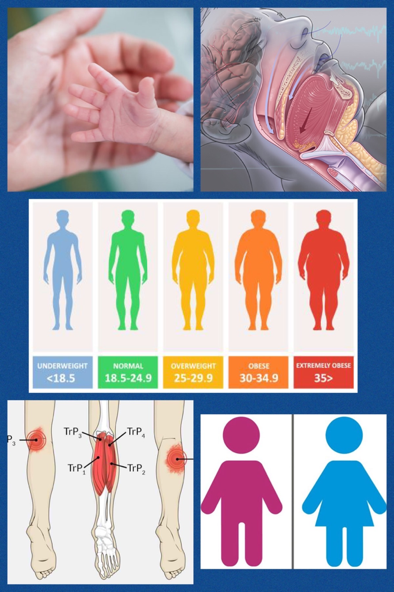 UNDERWEIGHT
<18.5
NORMAL
18.5-24.9
OVERWEIGHT
25-29.9
OBESE
30-34.9
EXTREMELY OBESE
35>
P3
TrP3
TrP4
TrP1
TrP2